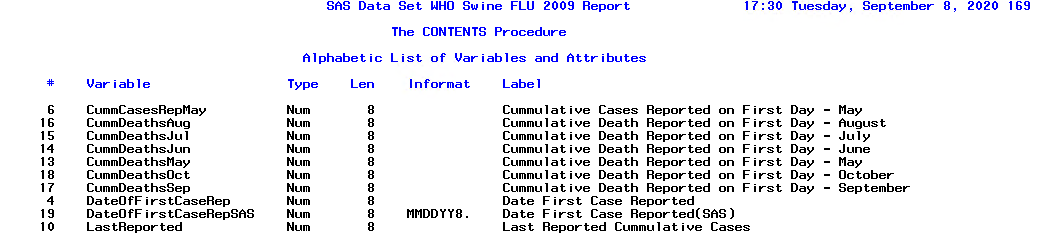 SAS Data Set WHO Swine FLU 2009 Report 17:30 Tuesday, September 8, 2020 169
The CONTENTS Procedure
Alphabetic List of Variables and Attributes
# Variable Type Len Informat Label
6 CummCasesRepMay Num 8 Cummulative Cases Reported on First Day - May
16 CummDeathsAug Num 8 Cummulative Death Reported on First Day - August
15 CummDeathsJul Num 8 Cummulative Death Reported on First Day - July
14 CummDeathsJun Num 8 Cummulative Death Reported on First Day - June
13 CummDeathsMay Num 8 Cummulative Death Reported on First Day - May
18 CummDeathsOct Num 8 Cummulative Death Reported on First Day - October
17 CummDeathsSep Num 8 Cummulative Death Reported on First Day - September
4 DateOfFirstCaseRep Num 8 Date First Case Reported
19 DateOfFirstCaseRepSAS Num 8 MMDDYY8. Date First Case Reported(SAS)
10 LastReported Num 8 Last Reported Cummulative Cases